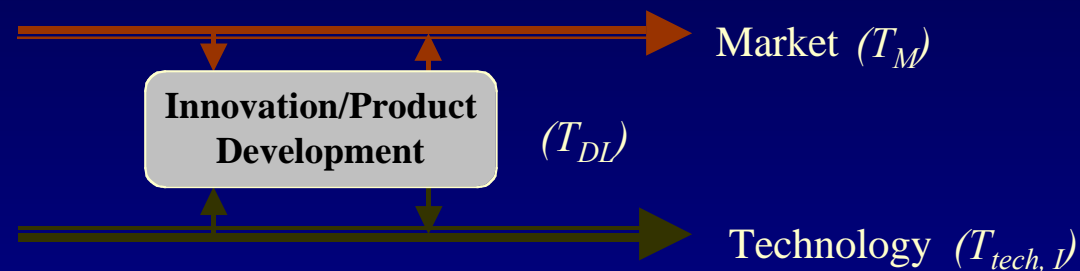 Market (T_M)
Innovation/Product
Development
(T_DL)
Technology (T_tech, I)